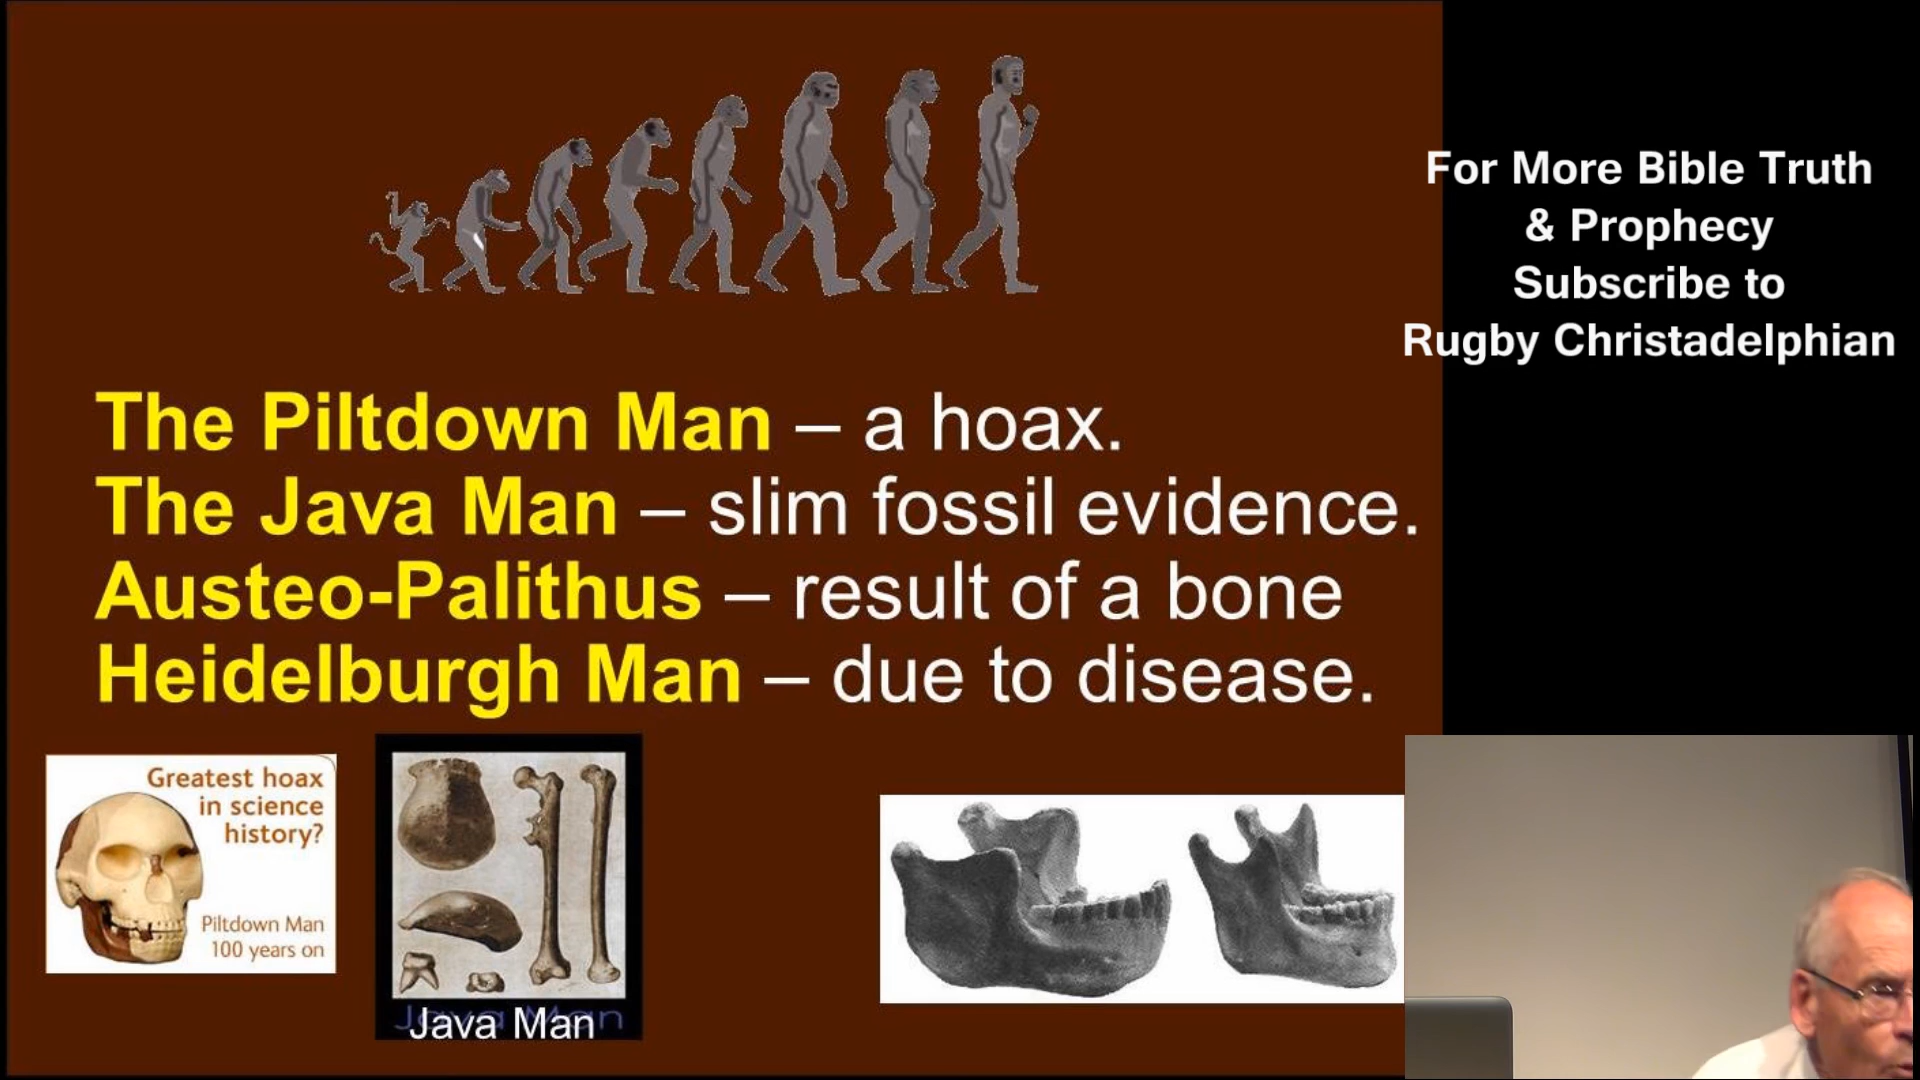 For More Bible Truth
& Prophecy
Subscribe to
Rugby Christadelphian
The Piltdown Man – a hoax.
The Java Man – slim fossil evidence.
Austeo-Palithus – result of a bone
Heidelburgh Man – due to disease.
Greatest hoax
in science
history?
Piltdown Man
100 years on
Java Man
Java Man